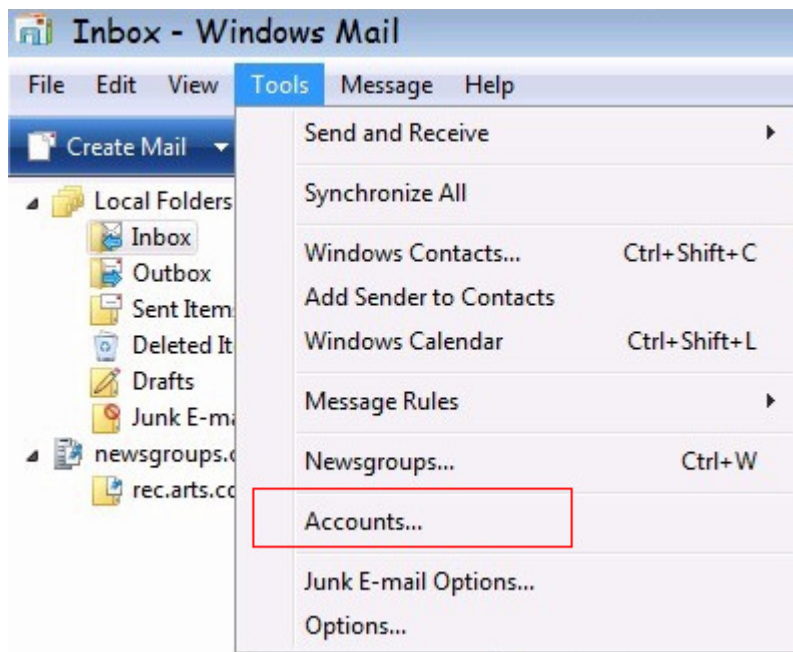 Inbox - Windows Mail
File Edit View Tools Message Help
Create Mail
Send and Receive
Synchronize All
Windows Contacts... Ctrl+Shift+C
Add Sender to Contacts
Windows Calendar Ctrl+Shift+L
Message Rules
Newsgroups... Ctrl+W
Accounts...
Junk E-mail Options...
Options...
Local Folders
Inbox
Outbox
Sent Item
Deleted It
Drafts
Junk E-ma
newsgroups.
rec.arts.co